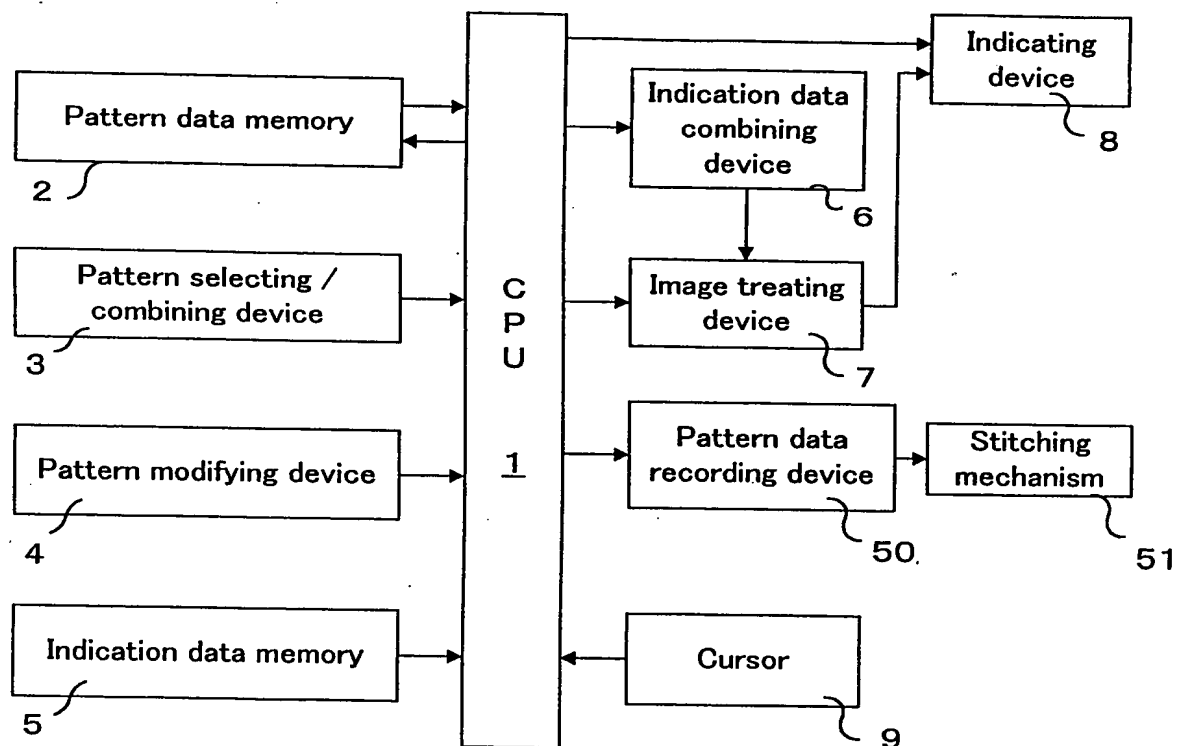 Pattern data memory
2
Pattern selecting /
combining device
3
Pattern modifying device
4
Indication data memory
5
C
P
U
1
Indication data
combining
device
6
Image treating
device
7
Indicating
device
8
Pattern data
recording device
50
Stitching
mechanism
51
Cursor
9